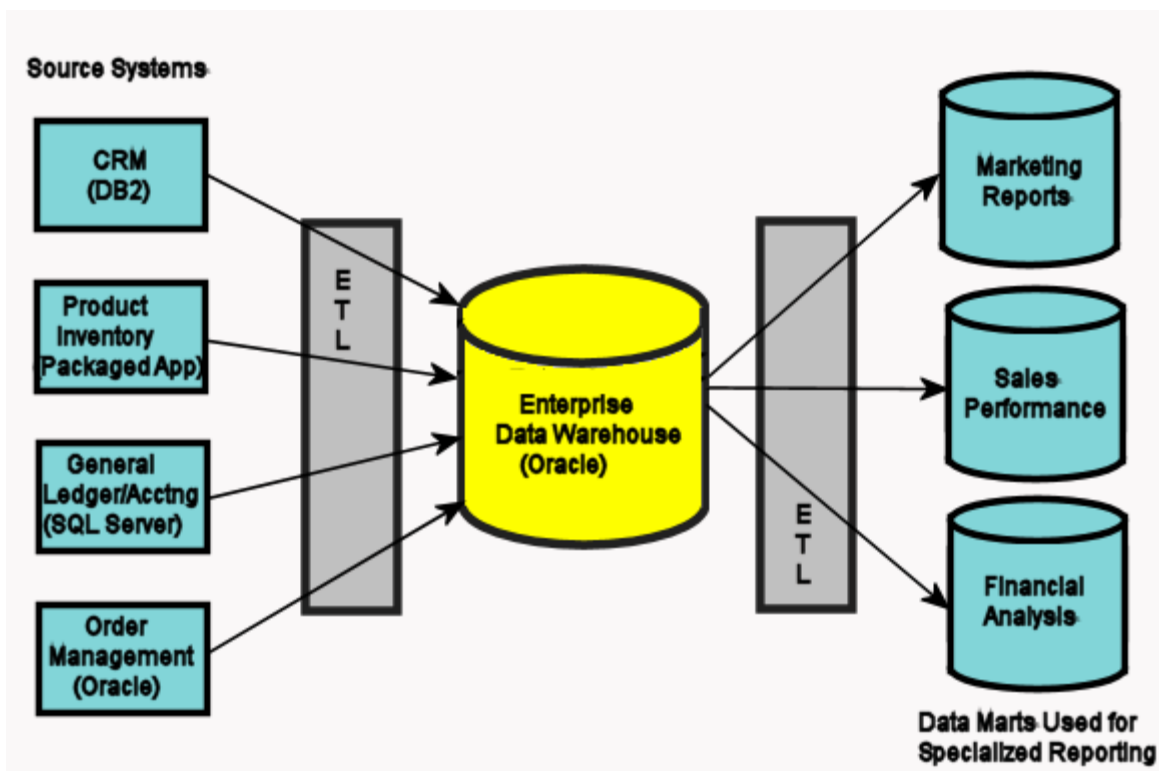 Source Systems
CRM
(DB2)
Product
Inventory
(Packaged App)
General
Ledger/Acctng
(SQL Server)
Order
Management
(Oracle)
E
T
L
Enterprise
Data Warehouse
(Oracle)
E
T
L
Marketing
Reports
Sales
Performance
Financial
Analysis
Data Marts Used for
Specialized Reporting